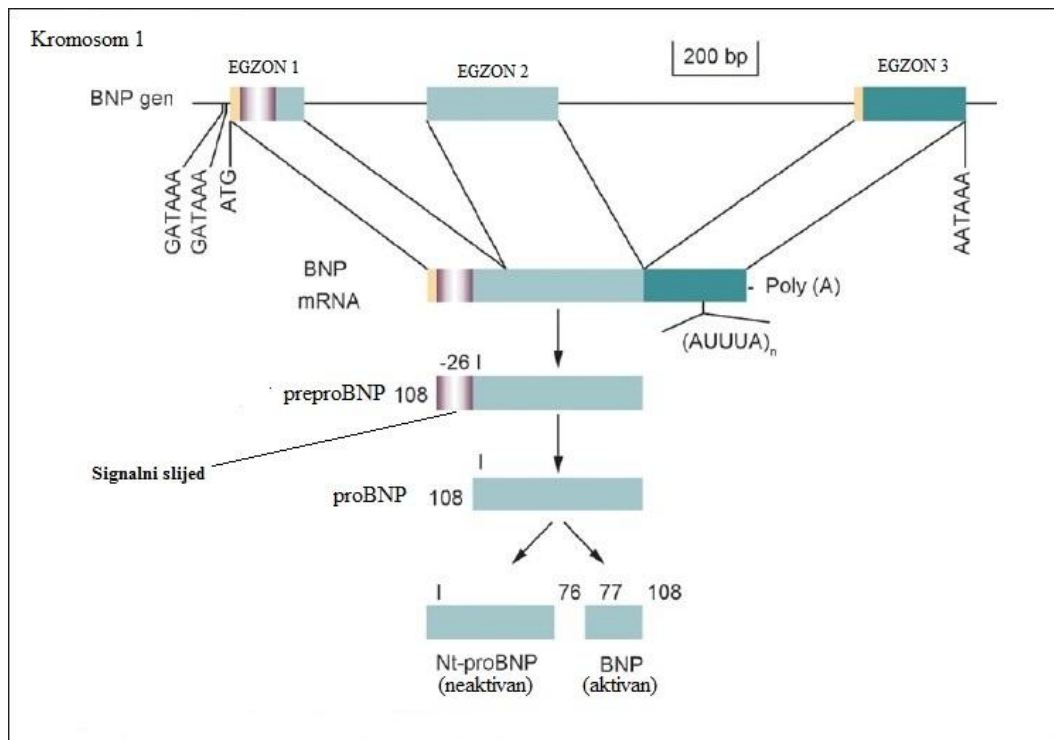 Kromosom 1
EGZON 1
EGZON 2
200 bp
EGZON 3
BNP gen
GATAAA
GATAAA
ATG
AATAAA
BNP
mRNA
- Poly (A)
(AUUUA)n
-26 I
preproBNP 108
Signalni slijed
I
proBNP 108
I 76 77 108
Nt-proBNP BNP
(neaktivan) (aktivan)